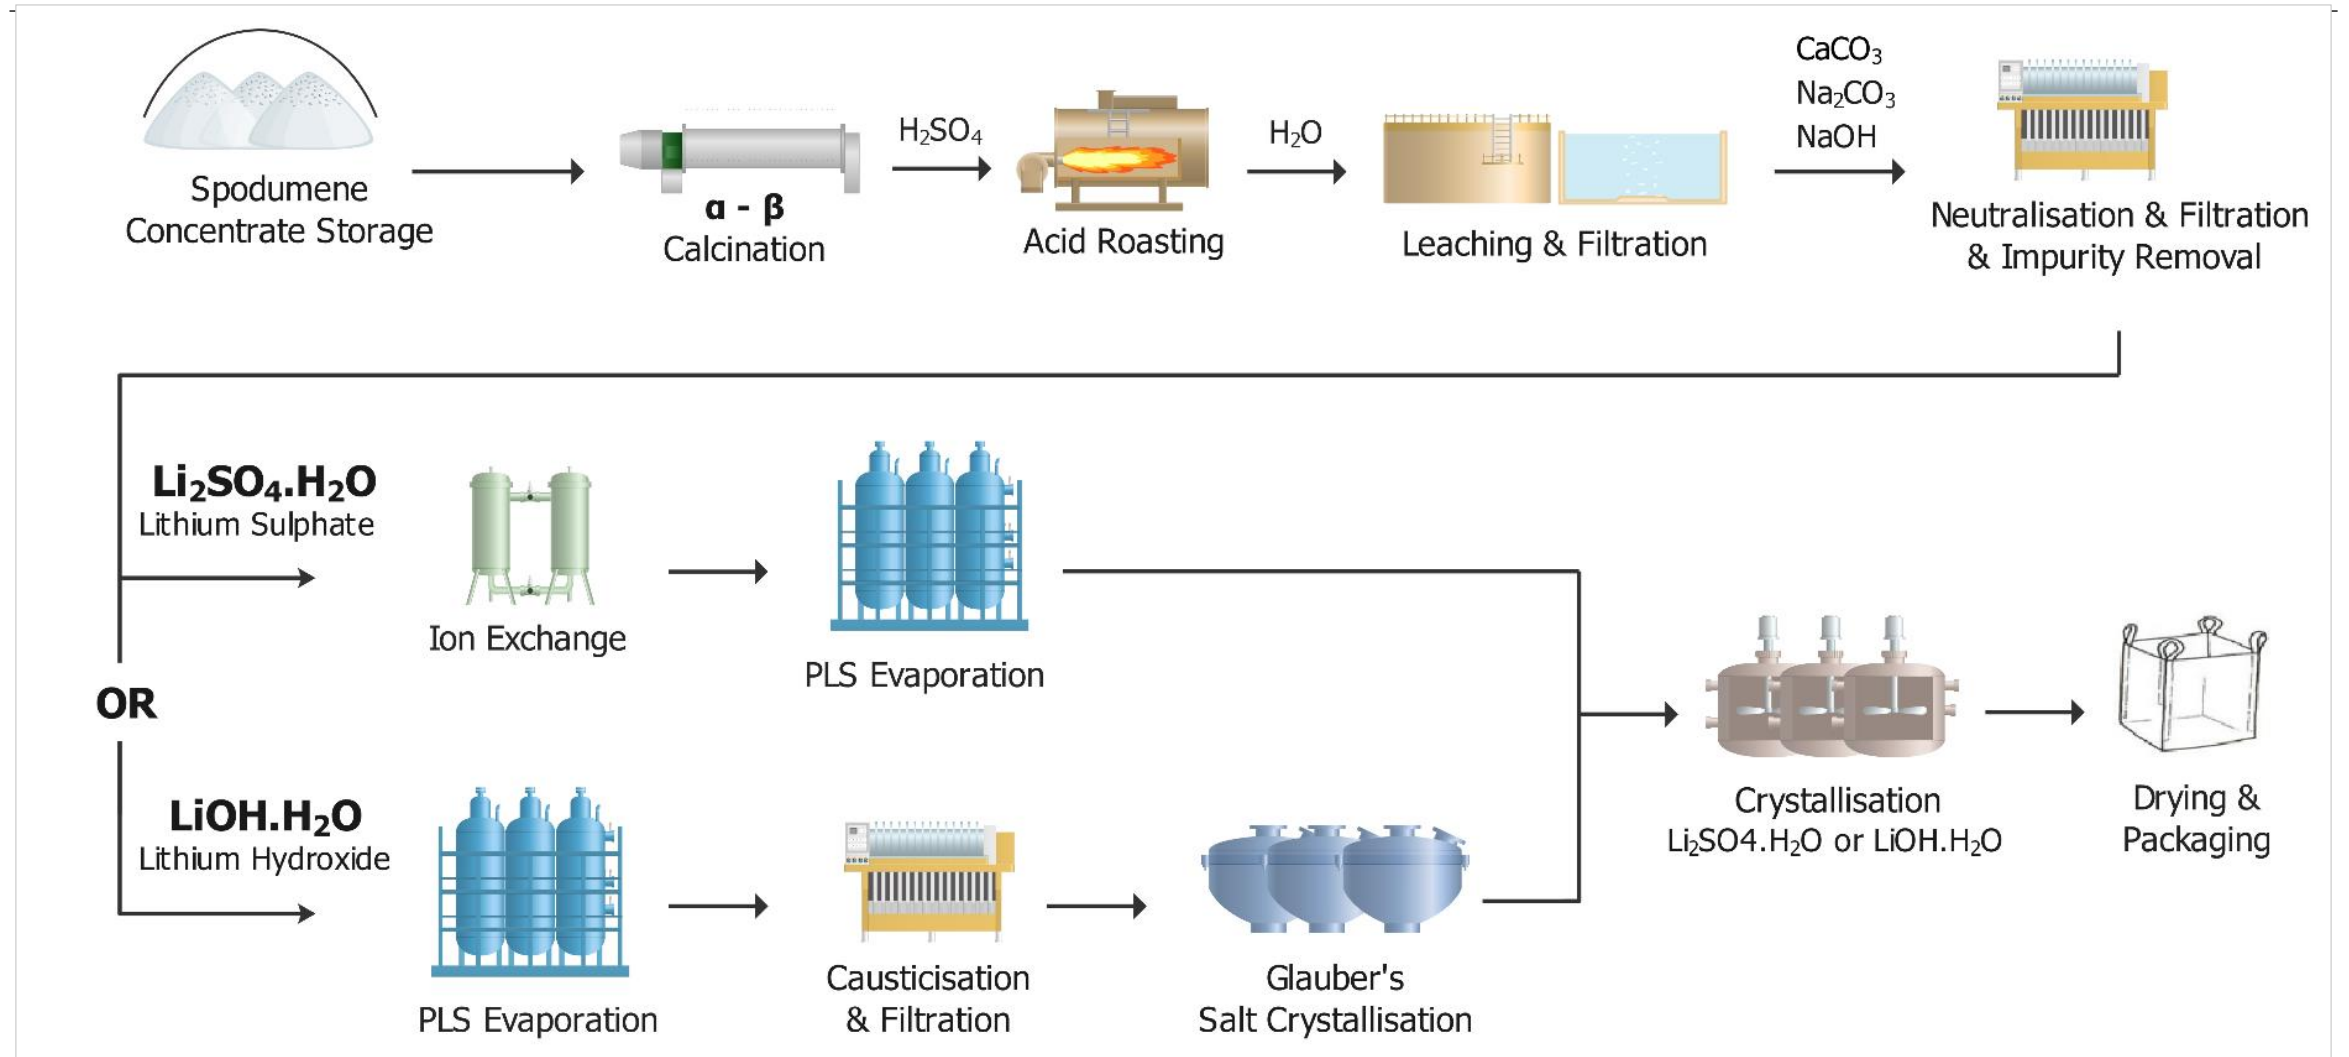 Spodumene
Concentrate Storage
α - β
Calcination
H₂SO₄
Acid Roasting
H₂O
Leaching & Filtration
CaCO₃
Na₂CO₃
NaOH
Neutralisation & Filtration
& Impurity Removal
Li₂SO₄.H₂O
Lithium Sulphate
Ion Exchange
PLS Evaporation
OR
LiOH.H₂O
Lithium Hydroxide
PLS Evaporation
Causticisation
& Filtration
Glauber's
Salt Crystallisation
Crystallisation
Li₂SO4.H₂O or LiOH.H₂O
Drying &
Packaging